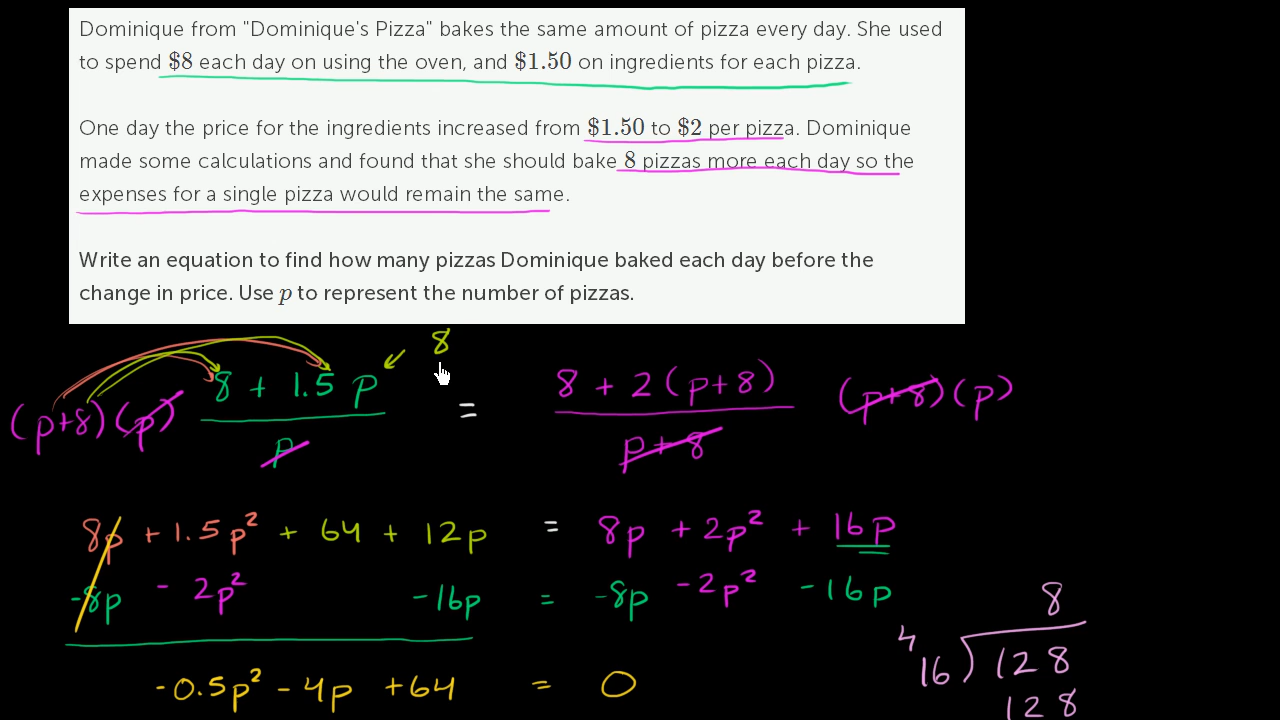 Dominique from "Dominique's Pizza" bakes the same amount of pizza every day. She used
to spend $8 each day on using the oven, and $1.50 on ingredients for each pizza.
One day the price for the ingredients increased from $1.50 to $2 per pizza. Dominique
made some calculations and found that she should bake 8 pizzas more each day so the
expenses for a single pizza would remain the same.
Write an equation to find how many pizzas Dominique baked each day before the
change in price. Use p to represent the number of pizzas.
8
8 + 1.5 p 8 + 2(p+8)
(p+8)(p) = (p+8)(p)
p p+8
8p + 1.5p² + 64 + 12p = 8p + 2p² + 16p
-8p - 2p² -16p = -8p -2p² -16p
8
4
16)128
-0.5p² - 4p +64 = 0
128